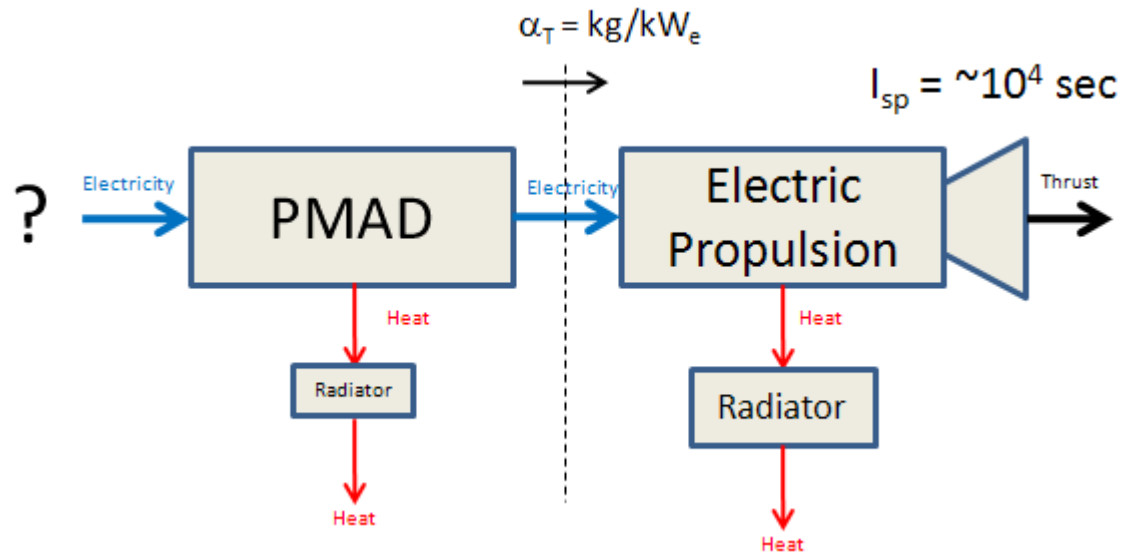 α_T = kg/kW_e
I_sp = ~10^4 sec
?
Electricity
PMAD
Electricity
Electric
Propulsion
Thrust
Heat
Heat
Radiator
Radiator
Heat
Heat